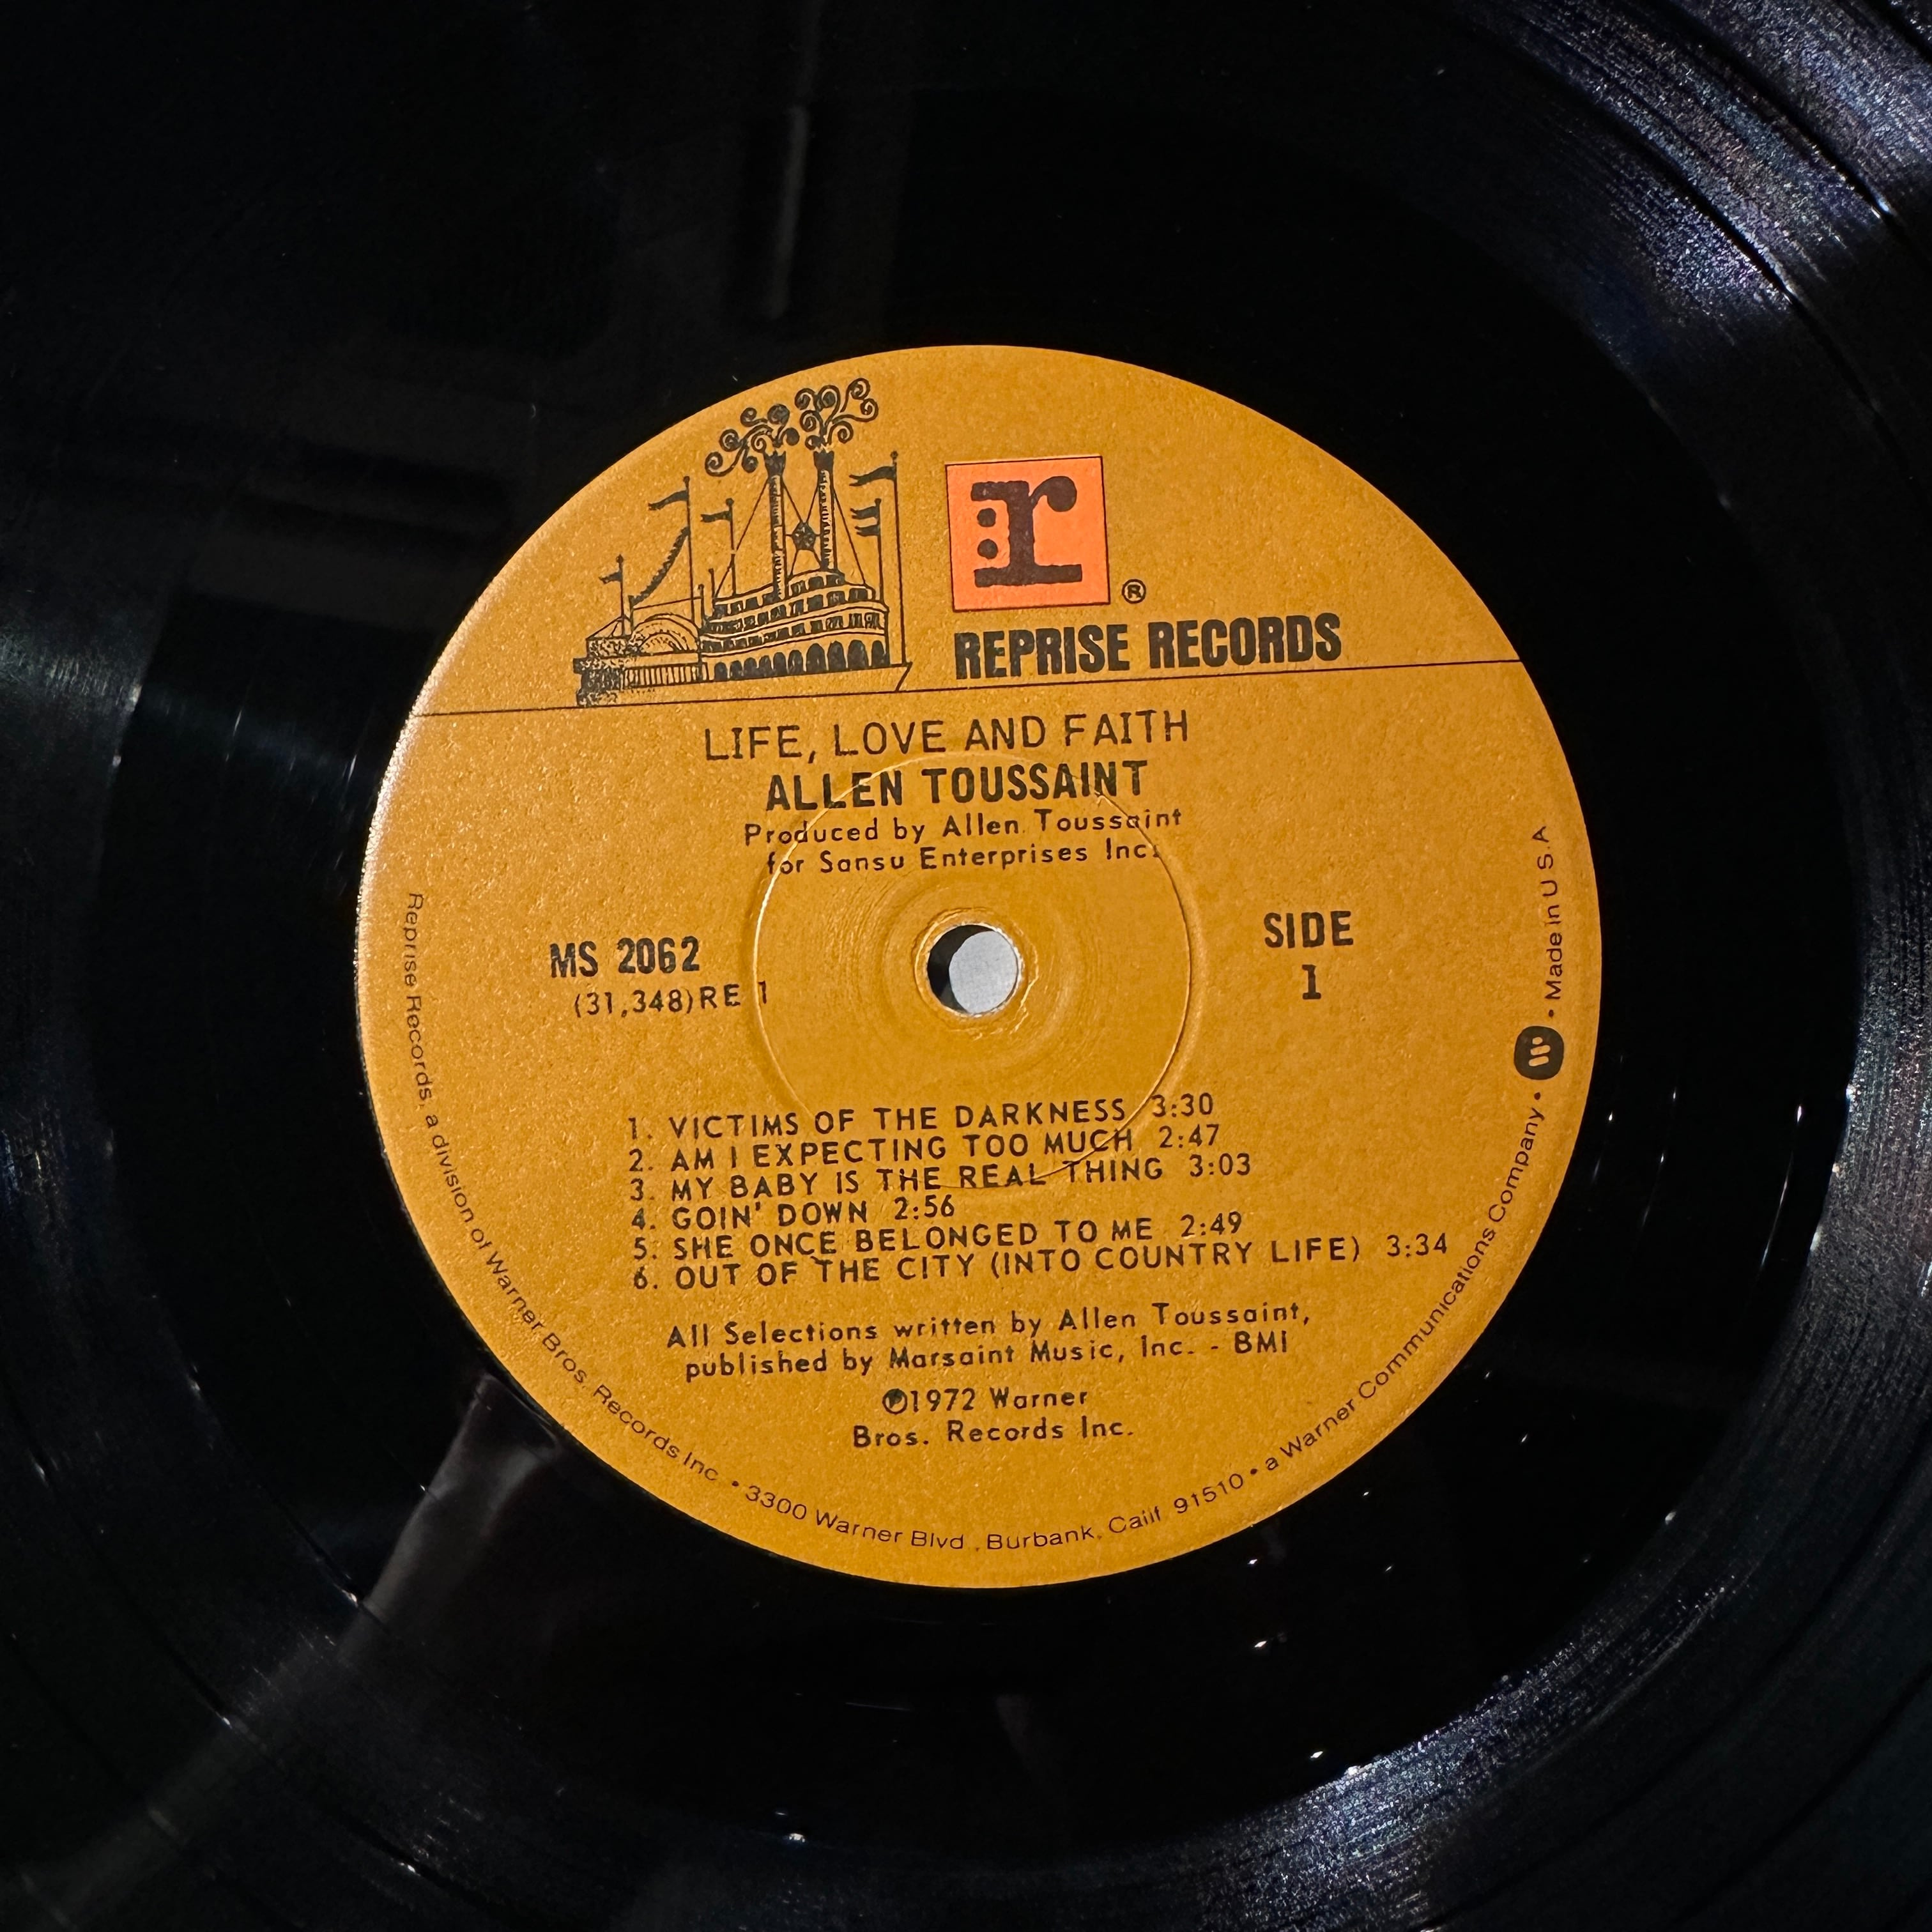 r
®
REPRISE RECORDS
LIFE, LOVE AND FAITH
ALLEN TOUSSAINT
Produced by Allen Toussaint
for Sansu Enterprises Inc.
MS 2062
(31,348) RE 1
SIDE
1
1. VICTIMS OF THE DARKNESS 3:30
2. AM I EXPECTING TOO MUCH 2:47
3. MY BABY IS THE REAL THING 3:03
4. GOIN' DOWN 2:56
5. SHE ONCE BELONGED TO ME 2:49
6. OUT OF THE CITY (INTO COUNTRY LIFE) 3:34
All Selections written by Allen Toussaint,
published by Marsaint Music, Inc. - BMI
℗1972 Warner
Bros. Records Inc.
Reprise Records, a division of Warner Bros. Records Inc. • 3300 Warner Blvd., Burbank, Calif. 91510 • a Warner Communications Company • W • Made in U.S.A.